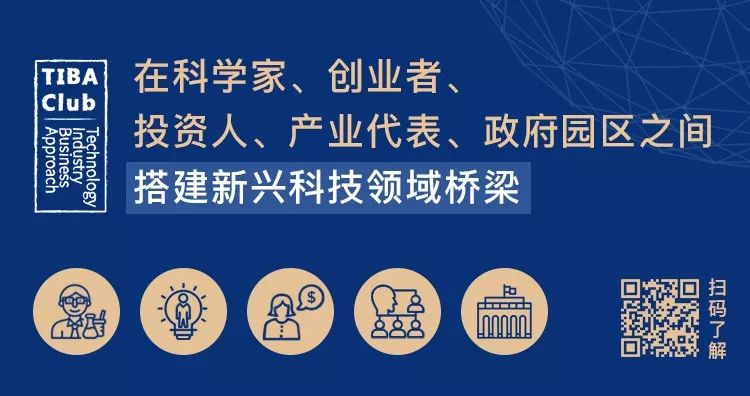 TIBA
Club
Technology
Industry
Business
Approach
在科学家、创业者、
投资人、产业代表、政府园区之间
搭建新兴科技领域桥梁
$
扫码了解